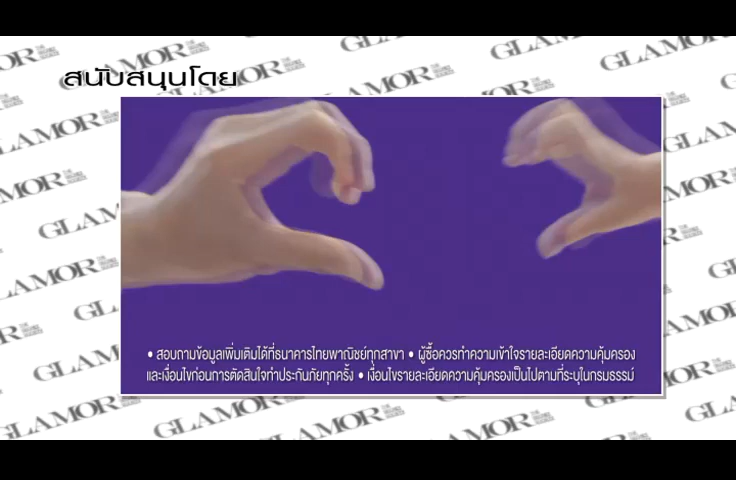 สนับสนุนโดย
• สอบถามข้อมูลเพิ่มเติมได้ที่ธนาคารไทยพาณิชย์ทุกสาขา • ผู้ซื้อควรทำความเข้าใจรายละเอียดความคุ้มครอง
และเงื่อนไขก่อนการตัดสินใจทำประกันภัยทุกครั้ง • เงื่อนไขรายละเอียดความคุ้มครองเป็นไปตามที่ระบุในกรมธรรม์
GLAMOR